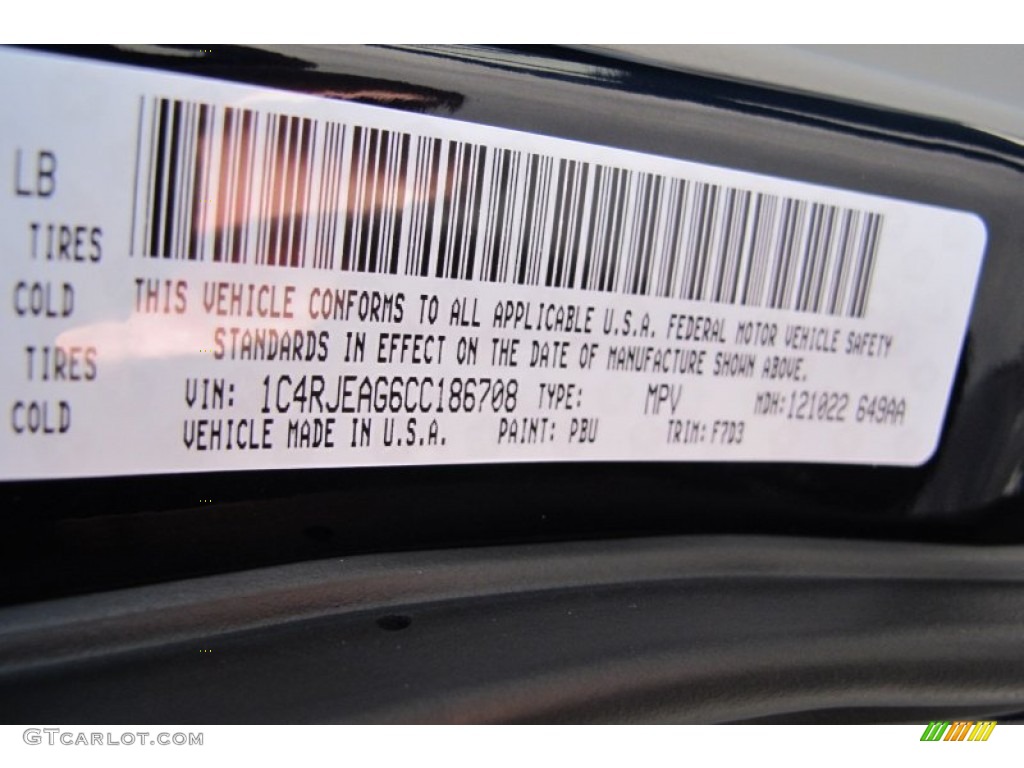 LB
TIRES
COLD
TIRES
COLD
THIS VEHICLE CONFORMS TO ALL APPLICABLE U.S.A. FEDERAL MOTOR VEHICLE SAFETY
STANDARDS IN EFFECT ON THE DATE OF MANUFACTURE SHOWN ABOVE.
VIN: 1C4RJEAG6CC186708 TYPE: MPV MDH:121022 649AA
VEHICLE MADE IN U.S.A. PAINT: PBU TRIM: F7D3
GTCarlot.com